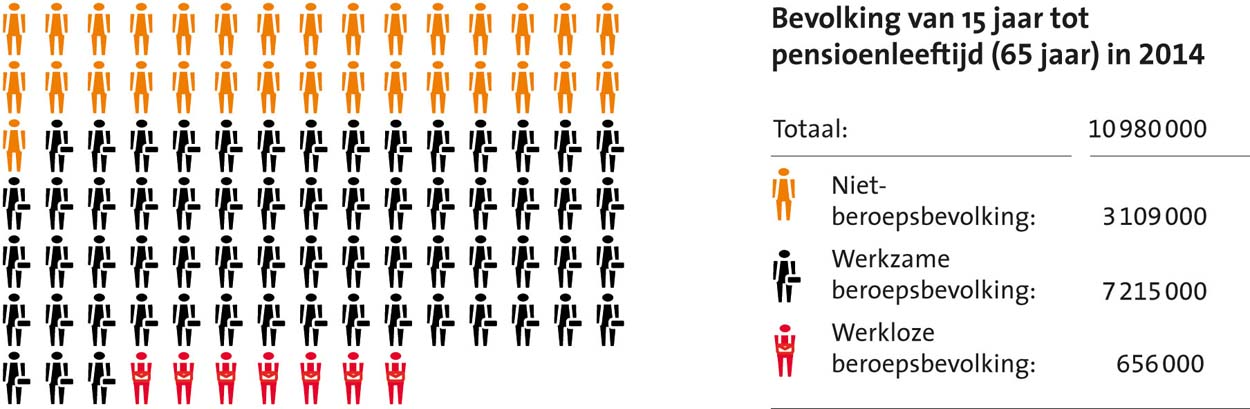 Bevolking van 15 jaar tot
pensioenleeftijd (65 jaar) in 2014
Totaal: 10 980 000
Niet-
beroepsbevolking: 3 109 000
Werkzame
beroepsbevolking: 7 215 000
Werkloze
beroepsbevolking: 656 000